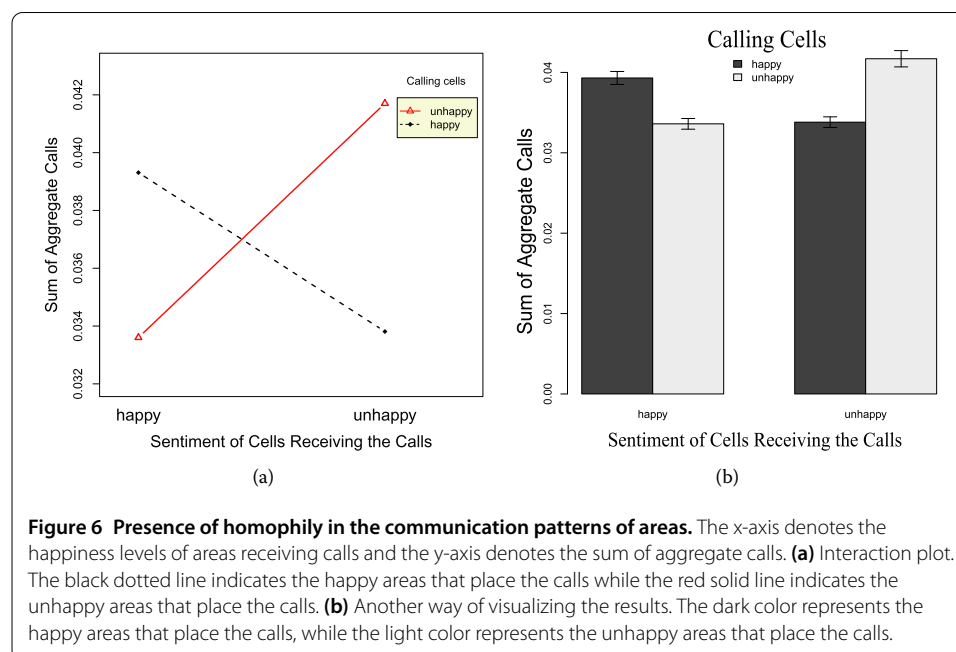 Calling cells
unhappy
happy
Sum of Aggregate Calls
0.042
0.040
0.038
0.036
0.034
0.032
happy
unhappy
Sentiment of Cells Receiving the Calls
(a)
Calling Cells
happy
unhappy
Sum of Aggregate Calls
0.04
0.03
0.02
0.01
0.00
happy
unhappy
Sentiment of Cells Receiving the Calls
(b)
Figure 6 Presence of homophily in the communication patterns of areas. The x-axis denotes the
happiness levels of areas receiving calls and the y-axis denotes the sum of aggregate calls. (a) Interaction plot.
The black dotted line indicates the happy areas that place the calls while the red solid line indicates the
unhappy areas that place the calls. (b) Another way of visualizing the results. The dark color represents the
happy areas that place the calls, while the light color represents the unhappy areas that place the calls.